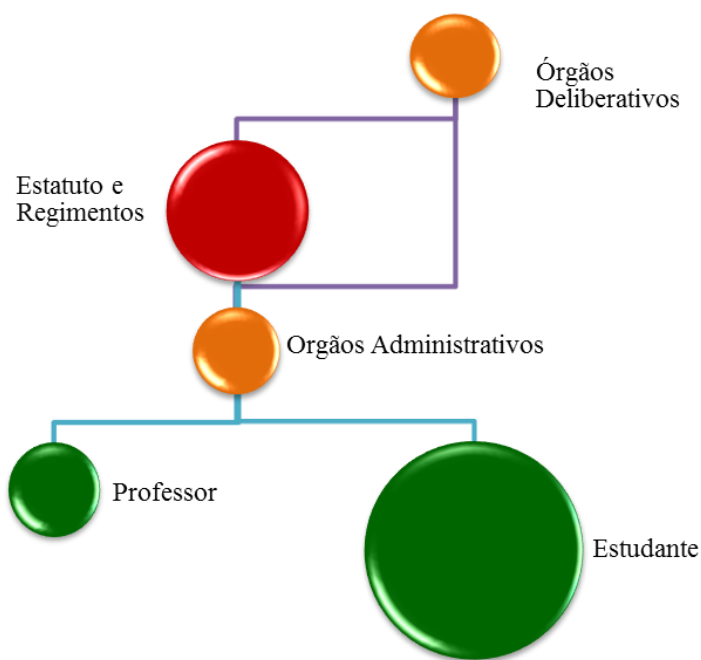 Órgãos
Deliberativos
Estatuto e
Regimentos
Orgãos Administrativos
Professor
Estudante